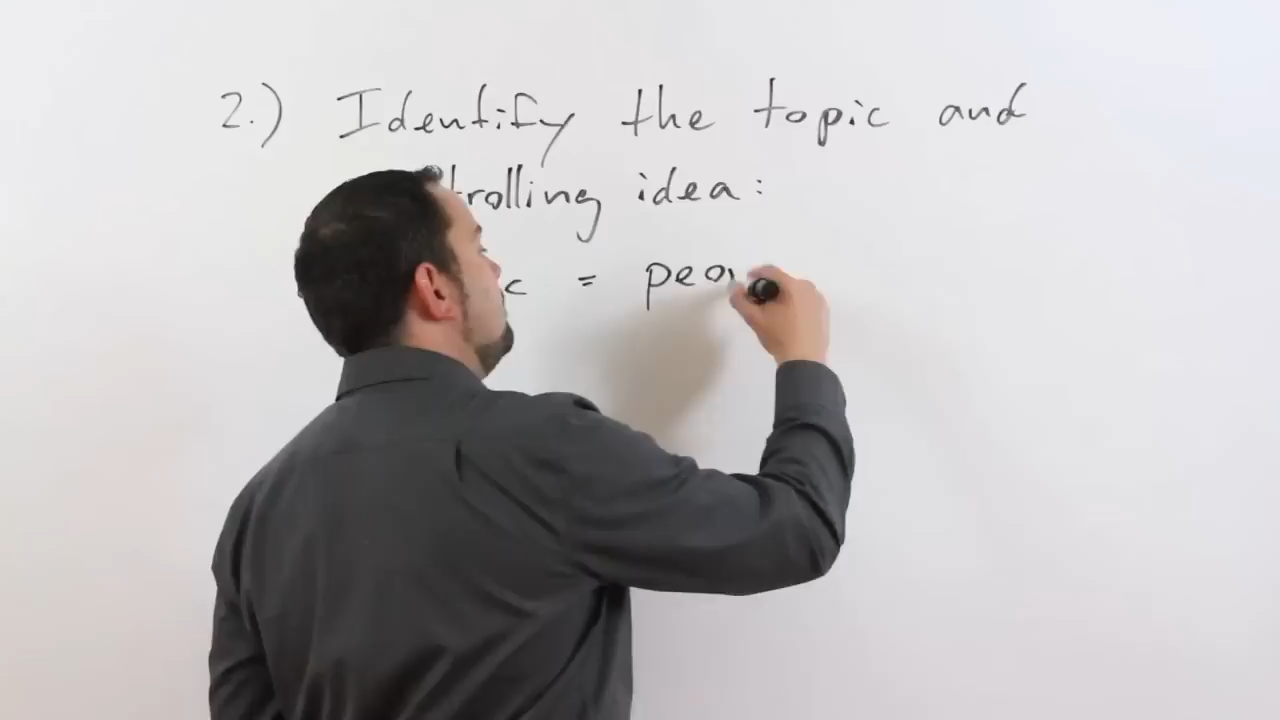 2.) Identify the topic and
trolling idea:
c = peo